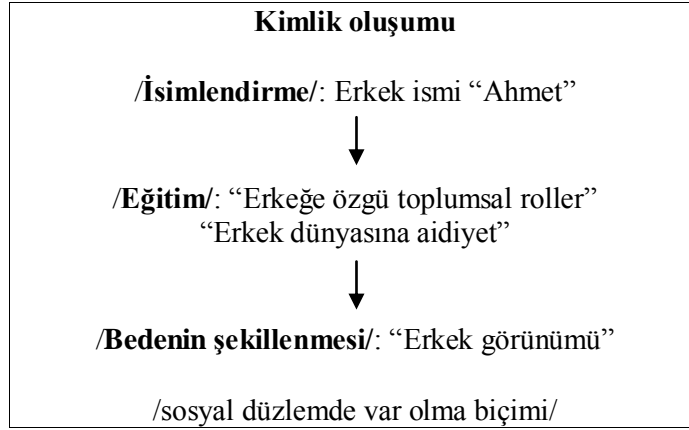 Kimlik oluşumu
/İsimlendirme/: Erkek ismi “Ahmet”
/Eğitim/: “Erkeğe özgü toplumsal roller”
“Erkek dünyasına aidiyet”
/Bedenin şekillenmesi/: “Erkek görünümü”
/sosyal düzlemde var olma biçimi/